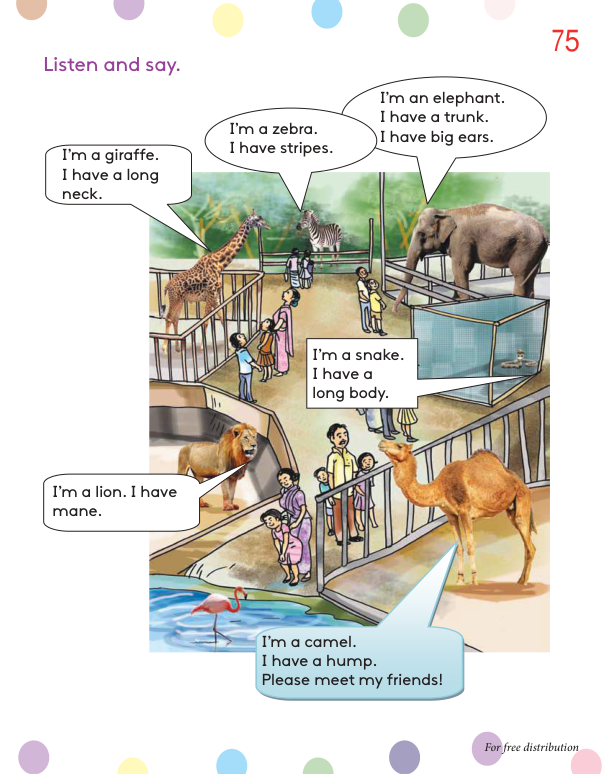 75
Listen and say.
I'm an elephant.
I have a trunk.
I have big ears.
I'm a zebra.
I have stripes.
I'm a giraffe.
I have a long
neck.
I'm a snake.
I have a
long body.
I'm a lion. I have
mane.
I'm a camel.
I have a hump.
Please meet my friends!
For free distribution